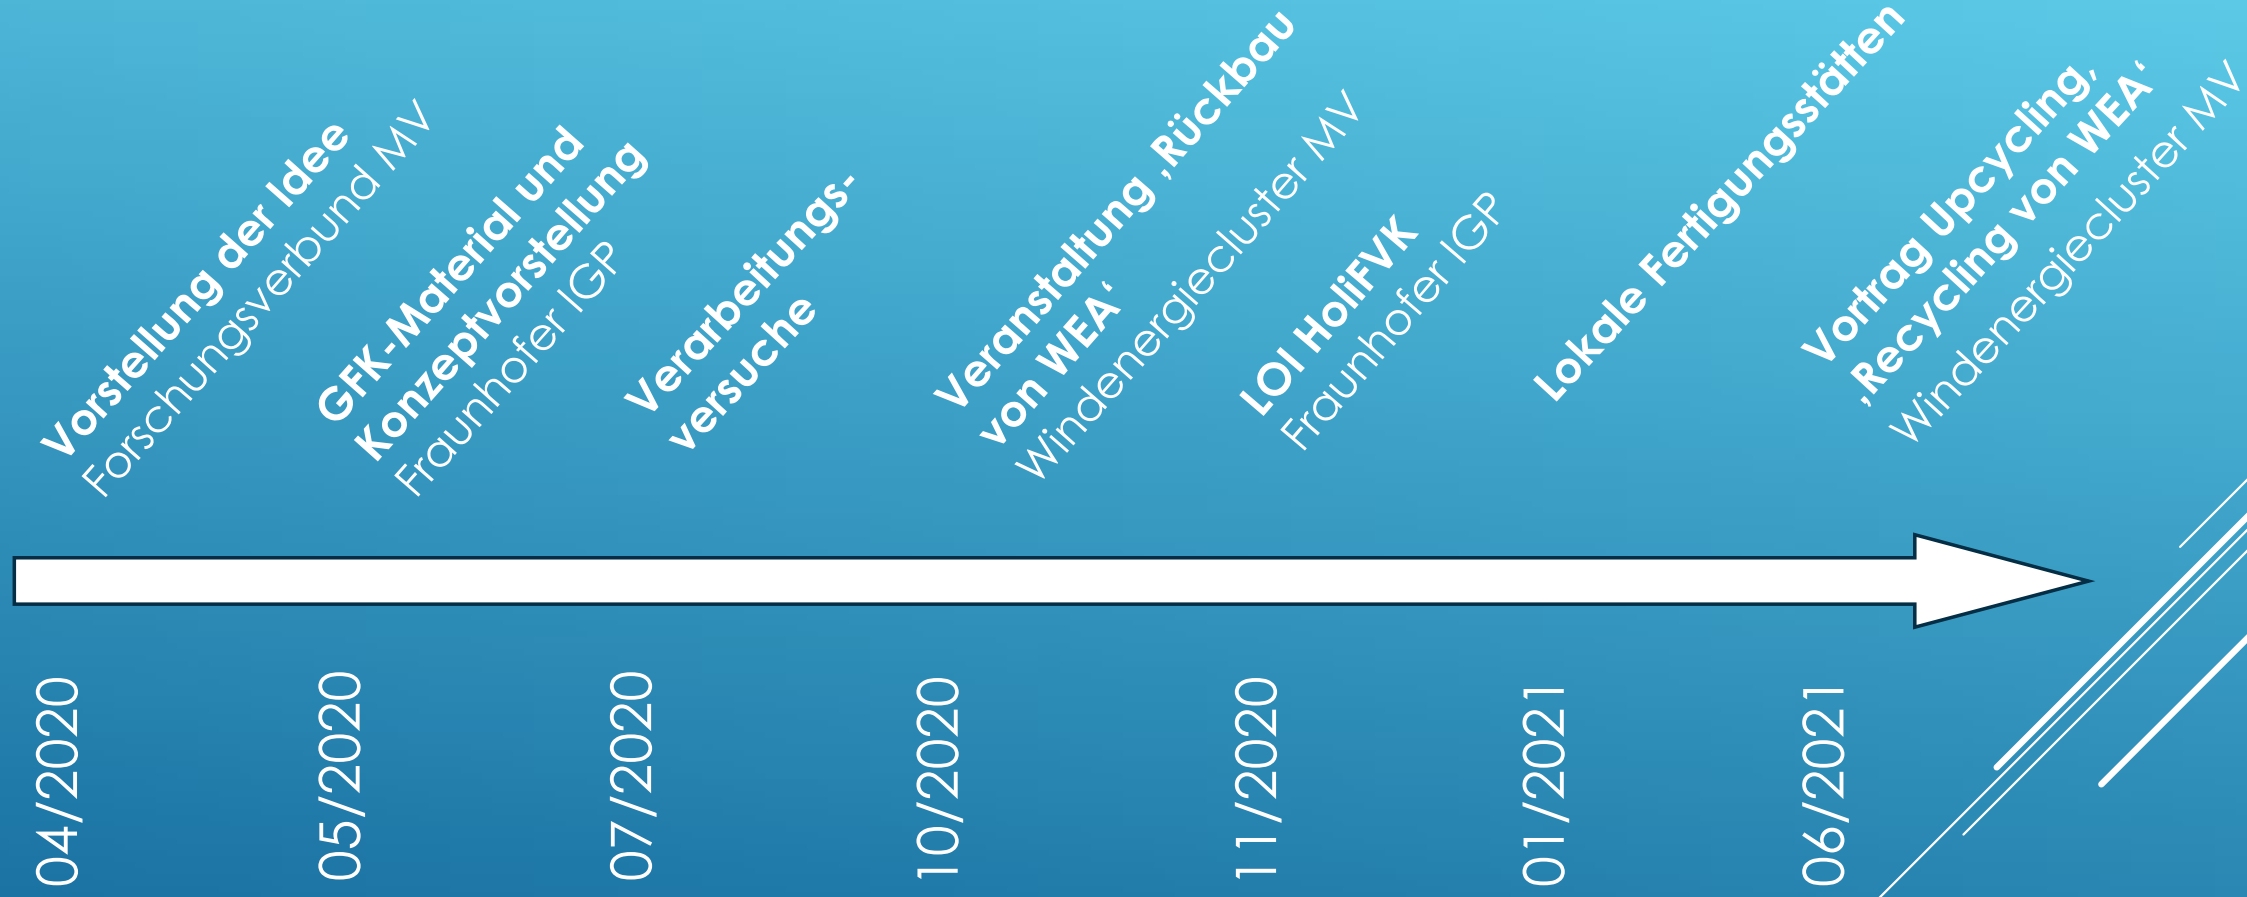 Vorstellung der Idee
Forschungsverbund MV
GFK-Material und
Konzeptvorstellung
Fraunhofer IGP
Verarbeitungs-
versuche
Veranstaltung ‚Rückbau
von WEA‘
Windenergiecluster MV
LOI HoliFVK
Fraunhofer IGP
Lokale Fertigungsstätten
Vortrag Upcycling,
‚Recycling von WEA‘
Windenergiecluster MV
04/2020
05/2020
07/2020
10/2020
11/2020
01/2021
06/2021